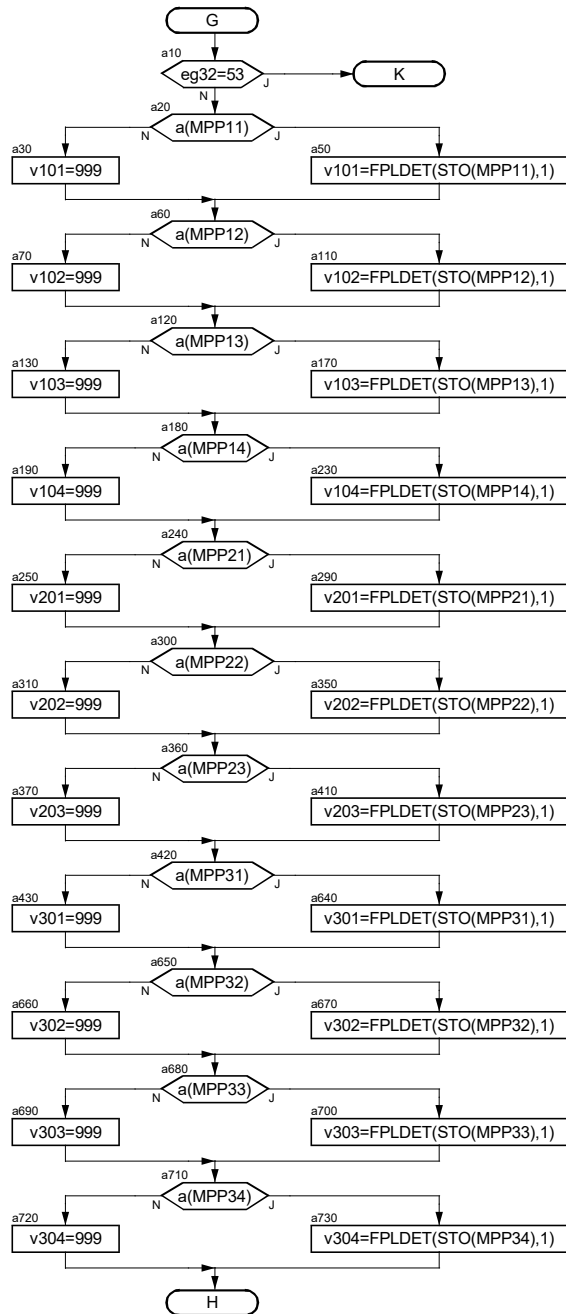 G
a10
eg32=53
J
K
N
a20
a(MPP11)
N
J
a30
v101=999
a50
v101=FPLDET(STO(MPP11),1)
a60
a(MPP12)
N
J
a70
v102=999
a110
v102=FPLDET(STO(MPP12),1)
a120
a(MPP13)
N
J
a130
v103=999
a170
v103=FPLDET(STO(MPP13),1)
a180
a(MPP14)
N
J
a190
v104=999
a230
v104=FPLDET(STO(MPP14),1)
a240
a(MPP21)
N
J
a250
v201=999
a290
v201=FPLDET(STO(MPP21),1)
a300
a(MPP22)
N
J
a310
v202=999
a350
v202=FPLDET(STO(MPP22),1)
a360
a(MPP23)
N
J
a370
v203=999
a410
v203=FPLDET(STO(MPP23),1)
a420
a(MPP31)
N
J
a430
v301=999
a640
v301=FPLDET(STO(MPP31),1)
a650
a(MPP32)
N
J
a660
v302=999
a670
v302=FPLDET(STO(MPP32),1)
a680
a(MPP33)
N
J
a690
v303=999
a700
v303=FPLDET(STO(MPP33),1)
a710
a(MPP34)
N
J
a720
v304=999
a730
v304=FPLDET(STO(MPP34),1)
H